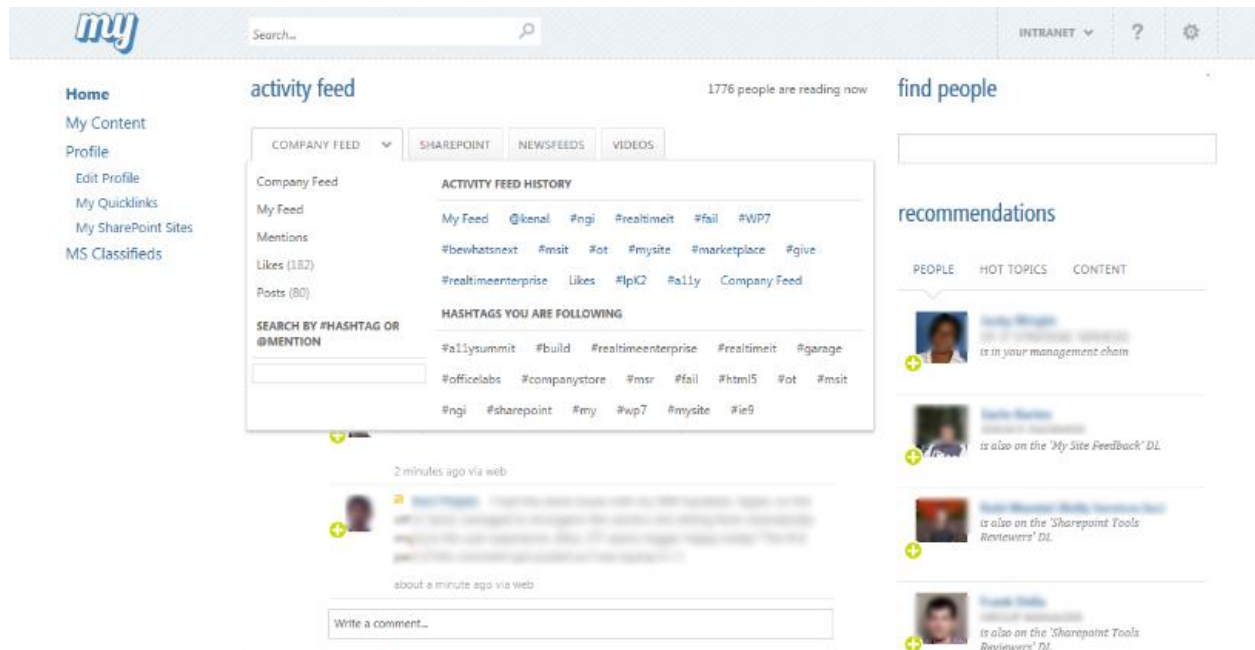 my
Search...
INTRANET
?
Home
My Content
Profile
Edit Profile
My Quicklinks
My SharePoint Sites
MS Classifieds
activity feed
1776 people are reading now
COMPANY FEED
SHAREPOINT
NEWSFEEDS
VIDEOS
Company Feed
My Feed
Mentions
Likes (182)
Posts (80)
SEARCH BY #HASHTAG OR
@MENTION
ACTIVITY FEED HISTORY
My Feed @kenal #ngi #realtimeit #fail #WP7
#bewhatsnext #msit #ot #mysite #marketplace #give
#realtimeenterprise Likes #IpK2 #a11y Company Feed
HASHTAGS YOU ARE FOLLOWING
#a11ysummit #build #realtimeenterprise #realtimeit #garage
#officelabs #companystore #msr #fail #html5 #ot #msit
#ngi #sharepoint #my #wp7 #mysite #ie9
2 minutes ago via web
about a minute ago via web
Write a comment...
find people
recommendations
PEOPLE
HOT TOPICS
CONTENT
is in your management chain
is also on the 'My Site Feedback' DL
is also on the 'Sharepoint Tools
Reviewers' DL
is also on the 'Sharepoint Tools
Reviewers' DL